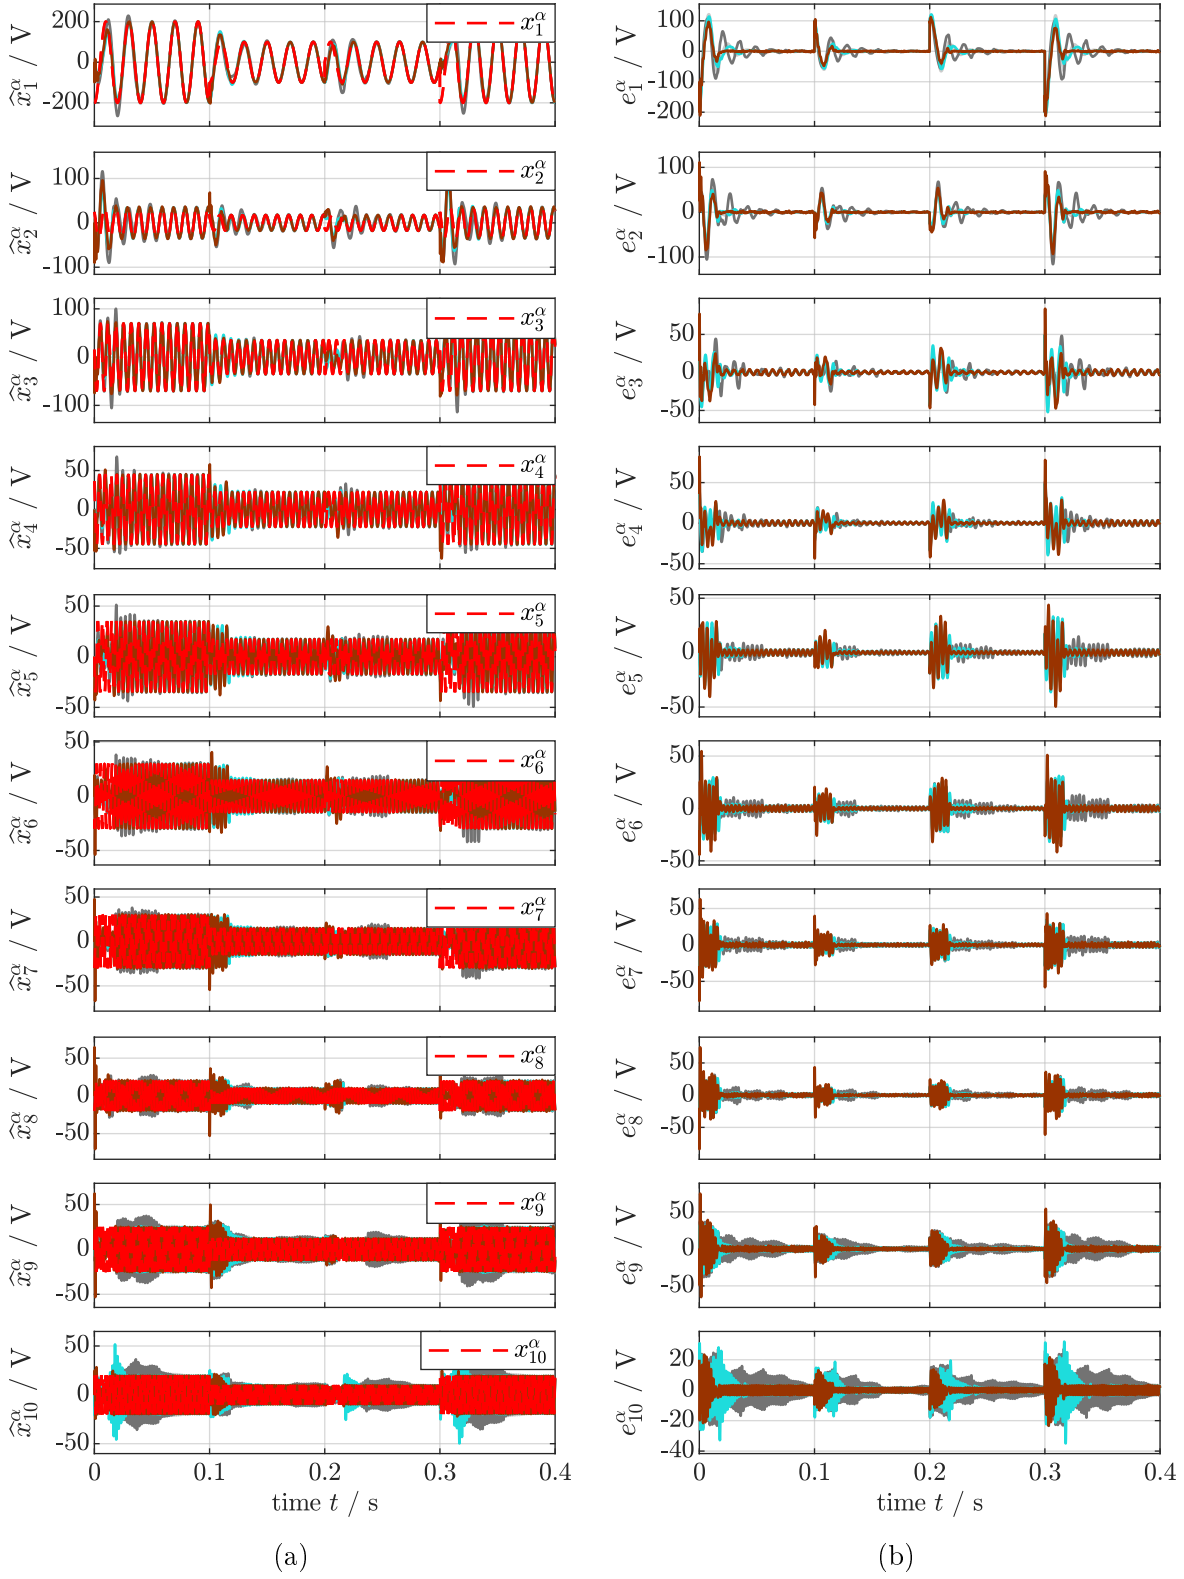 200
0
-200
x̂₁^α / V
x₁^α
100
0
-100
x̂₂^α / V
x₂^α
100
0
-100
x̂₃^α / V
x₃^α
50
0
-50
x̂₄^α / V
x₄^α
50
0
-50
x̂₅^α / V
x₅^α
50
0
-50
x̂₆^α / V
x₆^α
50
0
-50
x̂₇^α / V
x₇^α
50
0
-50
x̂₈^α / V
x₈^α
50
0
-50
x̂₉^α / V
x₉^α
50
0
-50
x̂₁₀^α / V
x₁₀^α
0 0.1 0.2 0.3 0.4
time t / s
(a)
100
0
-100
-200
e₁^α / V
100
0
-100
e₂^α / V
50
0
-50
e₃^α / V
50
0
-50
e₄^α / V
50
0
-50
e₅^α / V
50
0
-50
e₆^α / V
50
0
-50
e₇^α / V
50
0
-50
e₈^α / V
50
0
-50
e₉^α / V
20
0
-20
-40
e₁₀^α / V
0 0.1 0.2 0.3 0.4
time t / s
(b)